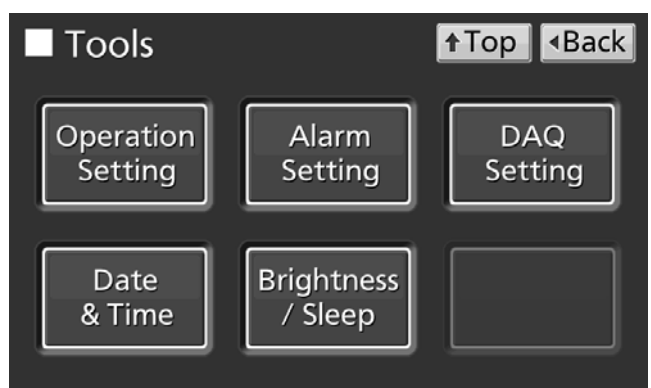 Tools
↑Top
◂Back
Operation
Setting
Alarm
Setting
DAQ
Setting
Date
& Time
Brightness
/ Sleep